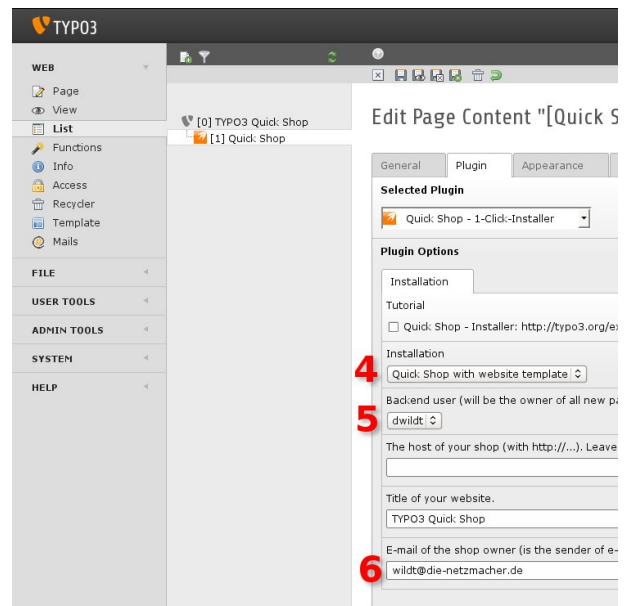 TYPO3
WEB
Page
View
List
Functions
Info
Access
Recycler
Template
Mails
FILE
USER TOOLS
ADMIN TOOLS
SYSTEM
HELP
[0] TYPO3 Quick Shop
[1] Quick Shop
Edit Page Content "[Quick S
General Plugin Appearance
Selected Plugin
Quick Shop - 1-Click-Installer
Plugin Options
Installation
Tutorial
Quick Shop - Installer: http://typo3.org/ex
Installation
4 Quick Shop with website template
Backend user (will be the owner of all new pa
5 dwildt
The host of your shop (with http://...). Leave
Title of your website.
TYPO3 Quick Shop
E-mail of the shop owner (is the sender of e-
6 wildt@die-netzmacher.de